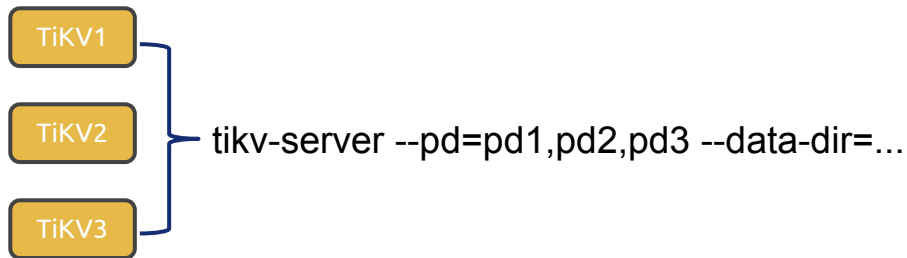 TiKV1
TiKV2
tikv-server --pd=pd1,pd2,pd3 --data-dir=...
TiKV3